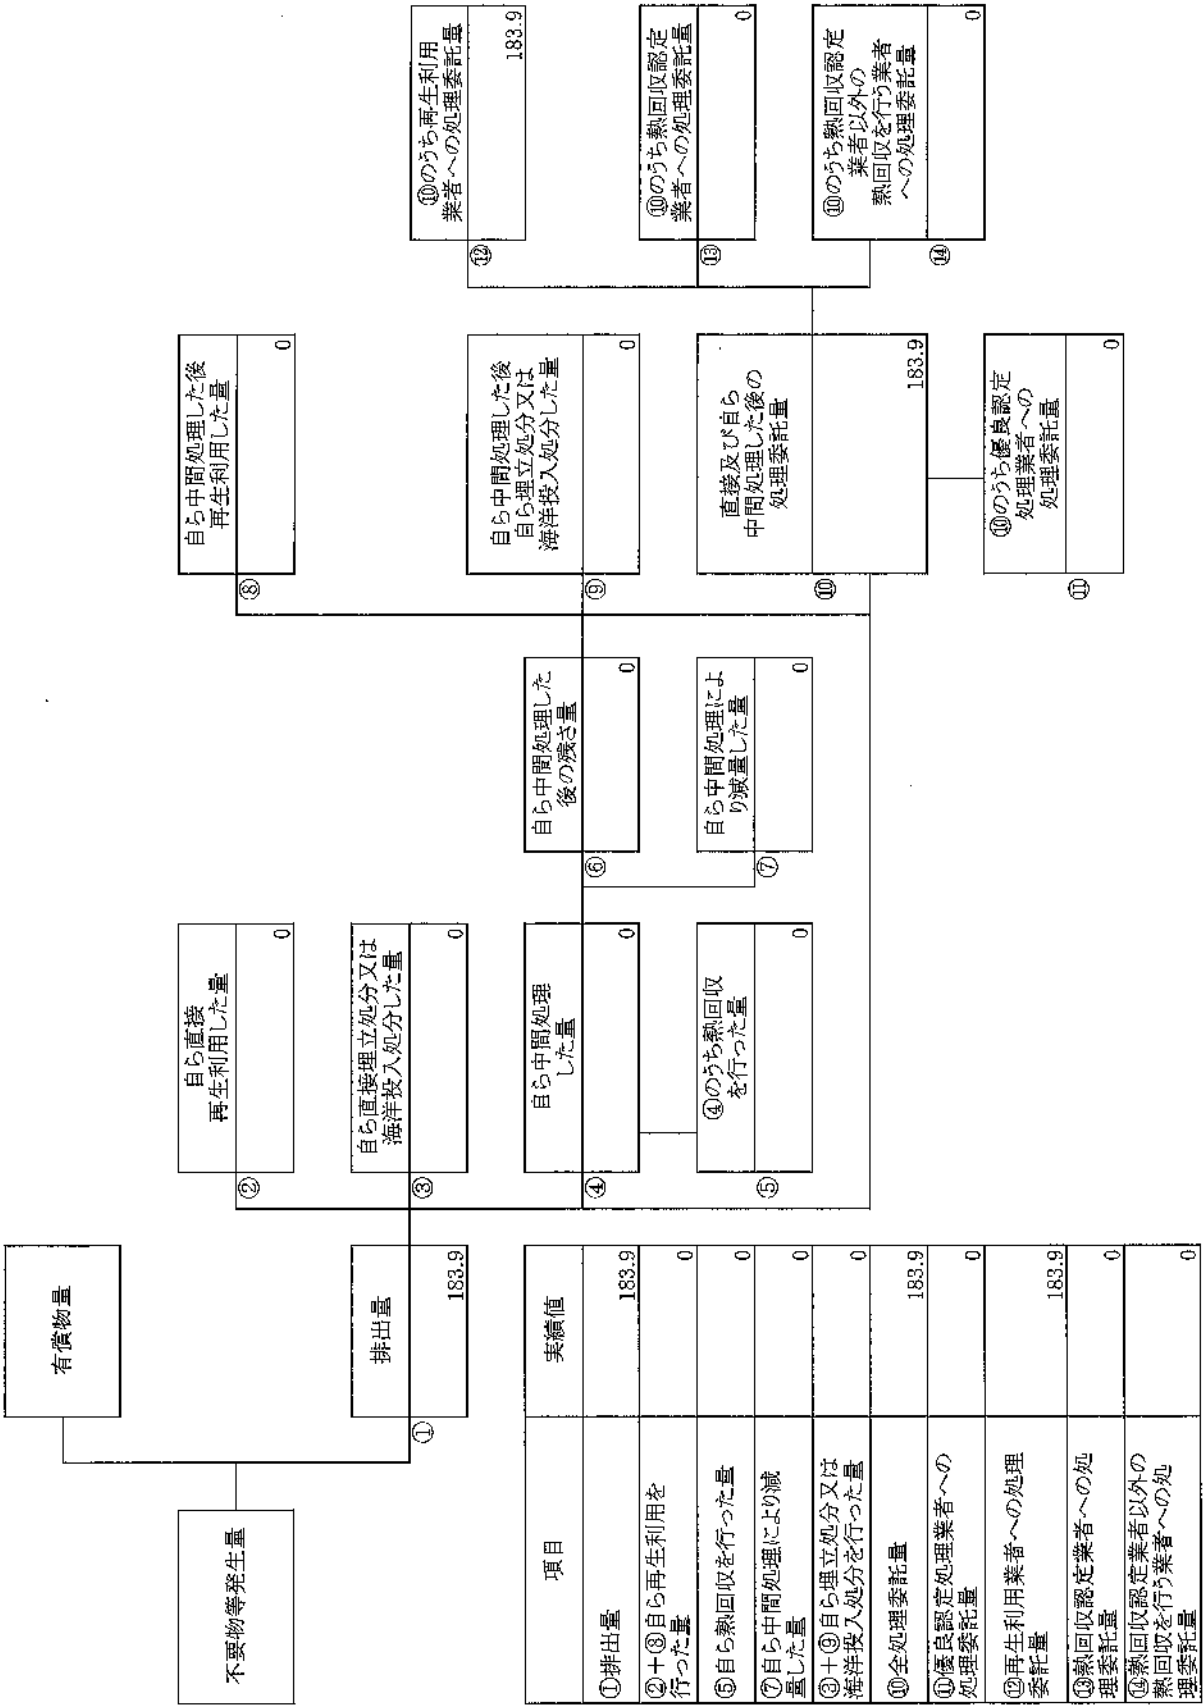 不要物等発生量
有償物量
①
排出量
183.9
②
自ら直接
再生利用した量
0
③
自ら直接埋立処分又は
海洋投入処分した量
0
④
自ら中間処理
した量
0
⑤
④のうち熱回収
を行った量
0
⑥
自ら中間処理した
後の残さ量
0
⑦
自ら中間処理によ
り減量した量
0
⑧
自ら中間処理した後
再生利用した量
0
⑨
自ら中間処理した後
自ら埋立処分又は
海洋投入処分した量
0
⑩
直接及び自ら
中間処理した後の
処理委託量
183.9
⑪
⑩のうち優良認定
処理業者への
処理委託量
0
⑫
⑩のうち再生利用
業者への処理委託量
183.9
⑬
⑩のうち熱回収認定
業者への処理委託量
0
⑭
⑩のうち熱回収認定
業者以外の
熱回収を行う業者
への処理委託量
0
項目 実績値
①排出量 183.9
②+⑧自ら再生利用を
行った量 0
⑤自ら熱回収を行った量 0
⑦自ら中間処理により減
量した量 0
③+⑨自ら埋立処分又は
海洋投入処分を行った量 0
⑩全処理委託量 183.9
⑪優良認定処理業者への
処理委託量 0
⑫再生利用業者への処理
委託量 183.9
⑬熱回収認定業者への処
理委託量 0
⑭熱回収認定業者以外の
熱回収を行う業者への処
理委託量 0